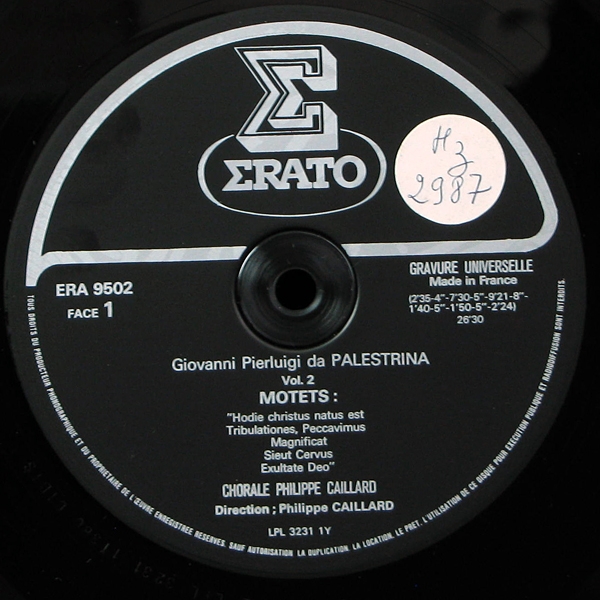 ΣRATO
Hz
2987
ERA 9502
FACE 1
GRAVURE UNIVERSELLE
Made in France
(2'35-4"-7'30-5"-9'21-8"-
1'40-5"-1'50-5"-2'24)
26'30
Giovanni Pierluigi da PALESTRINA
Vol. 2
MOTETS :
"Hodie christus natus est
Tribulationes, Peccavimus
Magnificat
Sieut Cervus
Exultate Deo"
CHORALE PHILIPPE CAILLARD
Direction ; Philippe CAILLARD
LPL 3231 1Y
TOUS DROITS DU PRODUCTEUR PHONOGRAPHIQUE ET DU PROPRIETAIRE DE L'ŒUVRE ENREGISTREE RESERVES. SAUF AUTORISATION LA DUPLICATION, LA LOCATION, LE PRET, L'UTILISATION DE CE DISQUE POUR EXECUTION PUBLIQUE ET RADIODIFFUSION SONT INTERDITS.